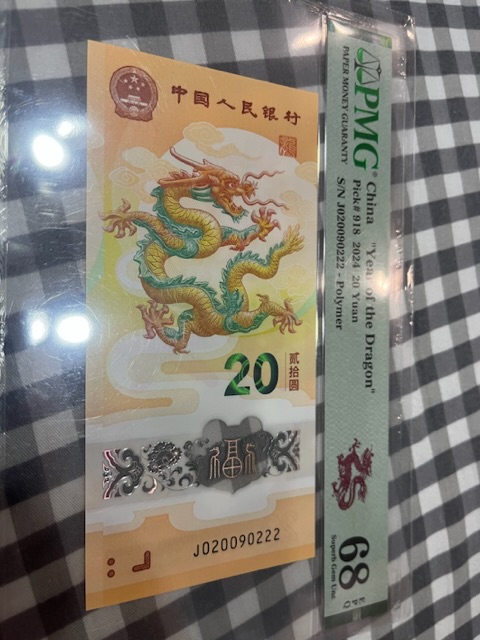 中国人民银行
20
贰拾圆
福
J020090222
PMG®
PAPER MONEY GUARANTY
China "Year of the Dragon"
Pick# 918 2024 20 Yuan
S/N J020090222 - Polymer
68
EPQ
Superb Gem Unc